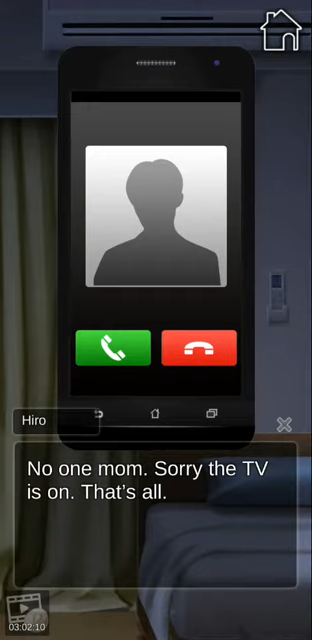 Hiro
No one mom. Sorry the TV
is on. That's all.
03:02:10